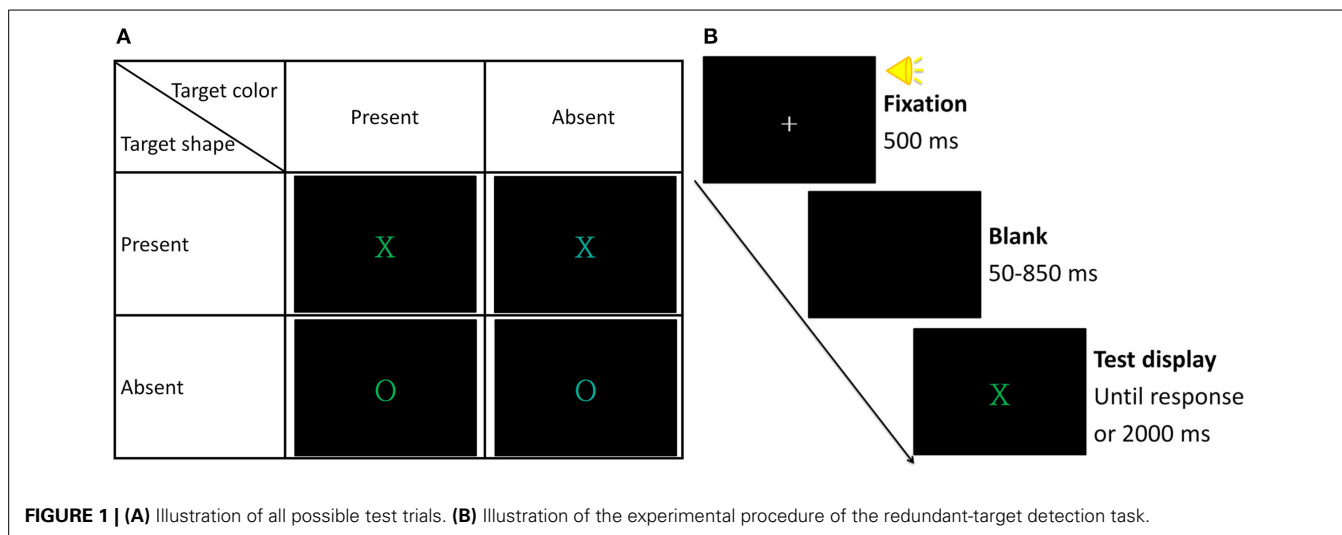 A
Target color
Target shape
Present
Absent
Present
X
X
Absent
O
O
B
+
Fixation
500 ms
Blank
50-850 ms
X
Test display
Until response
or 2000 ms
FIGURE 1 | (A) Illustration of all possible test trials. (B) Illustration of the experimental procedure of the redundant-target detection task.